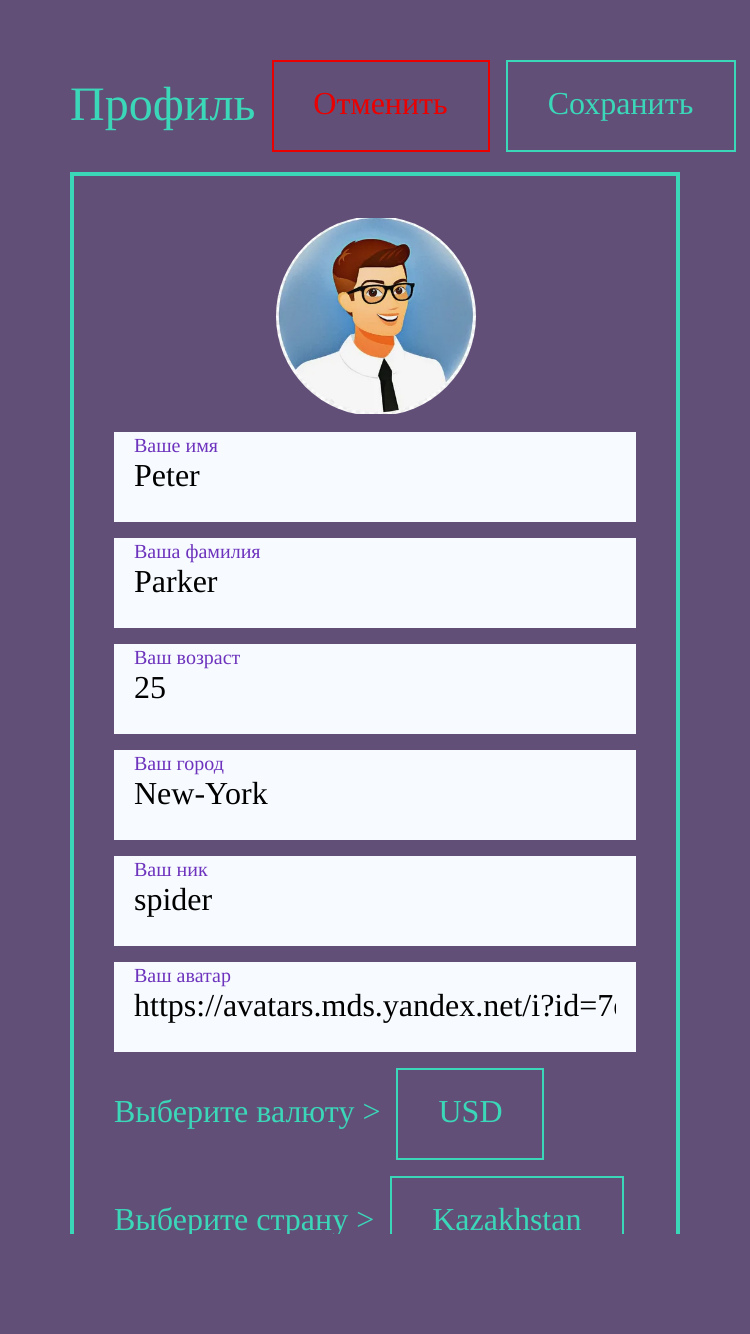 Профиль Отменить Сохранить
Ваше имя
Peter
Ваша фамилия
Parker
Ваш возраст
25
Ваш город
New-York
Ваш ник
spider
Ваш аватар
https://avatars.mds.yandex.net/i?id=7
Выберите валюту > USD
Выберите страну > Kazakhstan